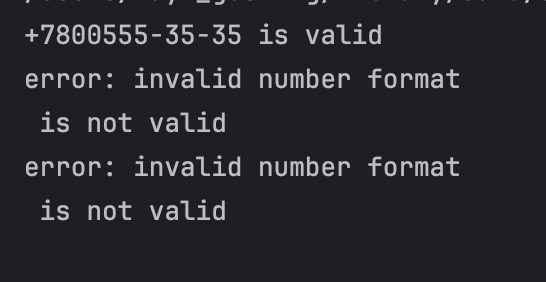 +7800555-35-35 is valid
error: invalid number format
 is not valid
error: invalid number format
 is not valid